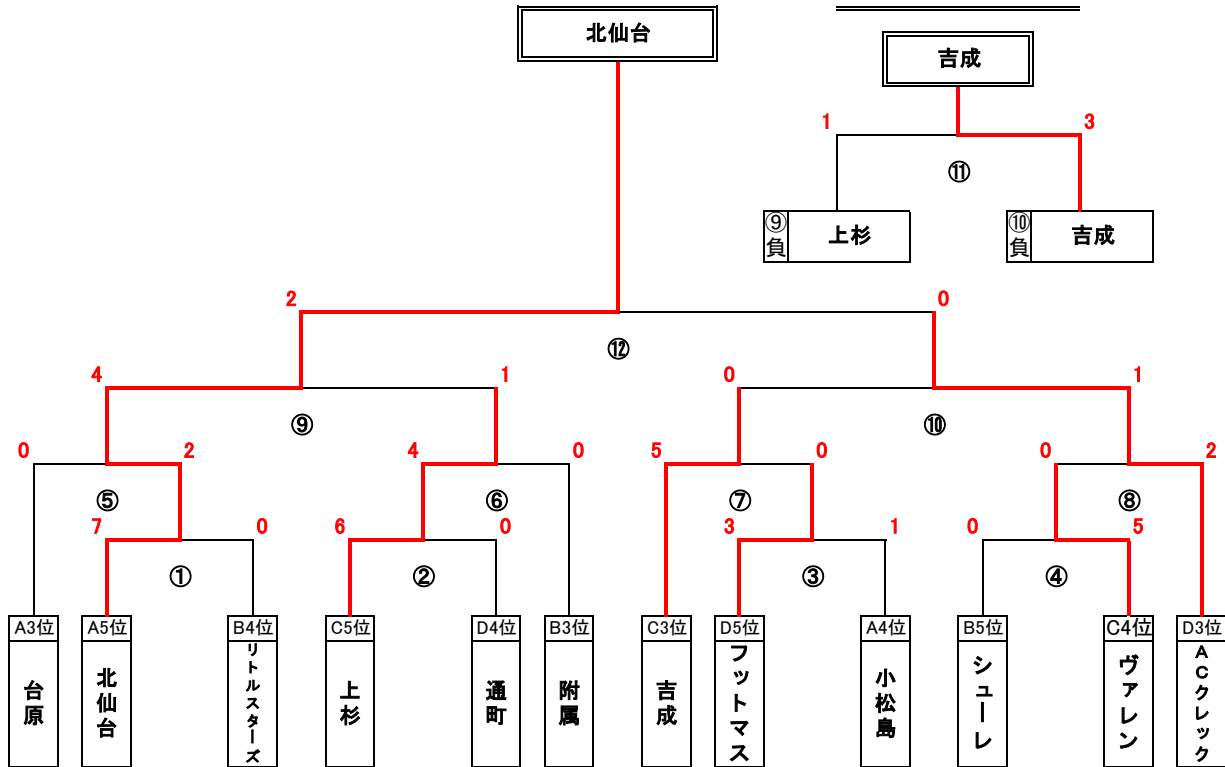 北仙台
吉成
1
3
⑪
⑨負
上杉
⑩負
吉成
2
0
⑫
4
1
0
1
⑨
⑩
0
2
4
0
5
0
0
2
⑤
⑥
⑦
⑧
7
0
6
0
3
1
0
5
①
②
③
④
A3位
A5位
B4位
C5位
D4位
B3位
C3位
D5位
A4位
B5位
C4位
D3位
台原
北仙台
リトルスターズ
上杉
通町
附属
吉成
フットマス
小松島
シューレ
ヴァレン
ACクレック